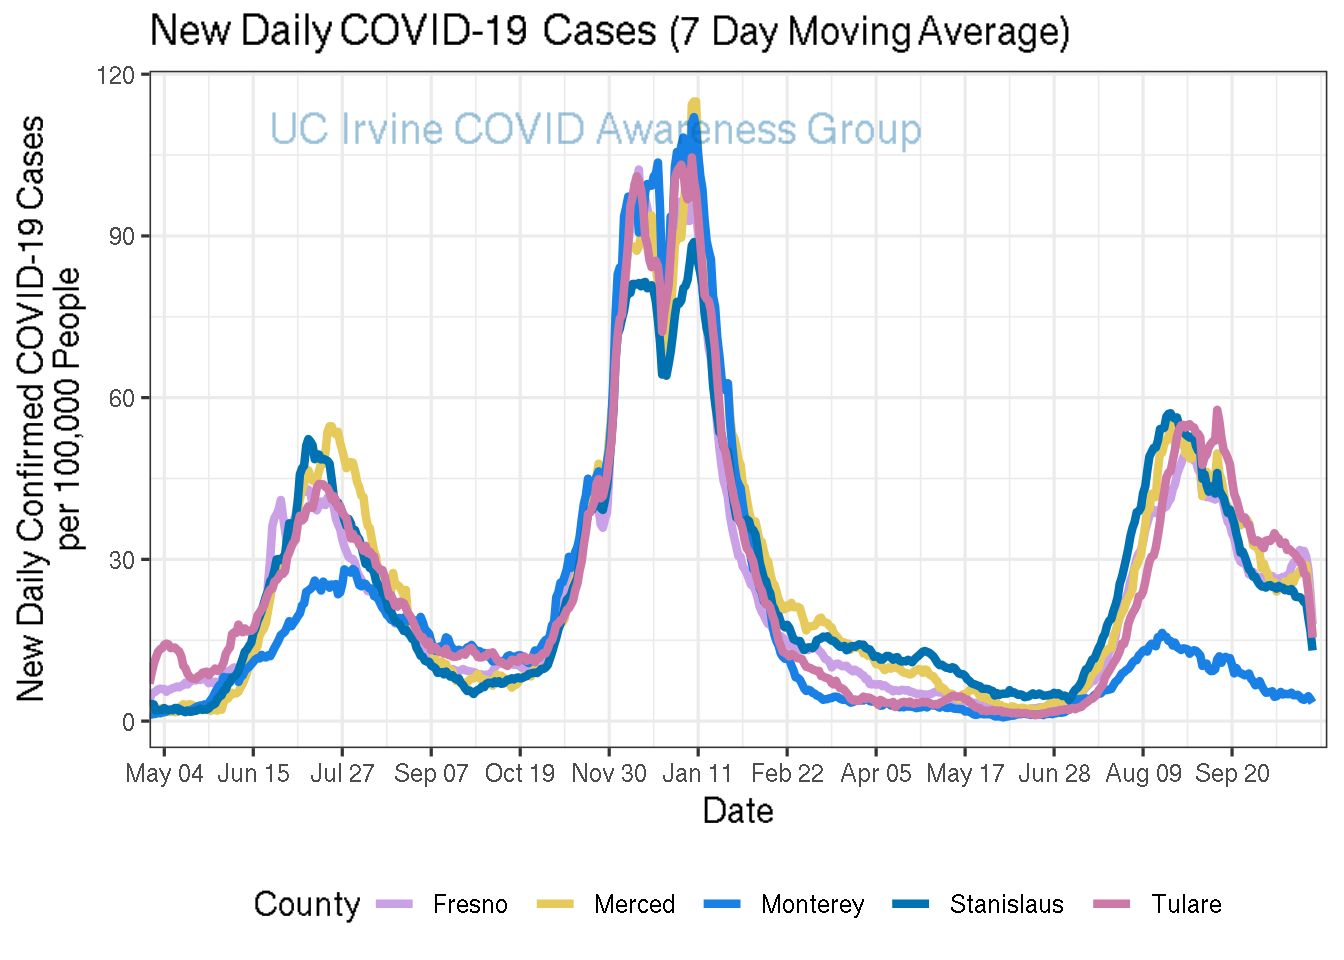 New Daily COVID-19 Cases (7 Day Moving Average)
UC Irvine COVID Awareness Group
New Daily Confirmed COVID-19 Cases
per 100,000 People
120
90
60
30
0
May 04 Jun 15 Jul 27 Sep 07 Oct 19 Nov 30 Jan 11 Feb 22 Apr 05 May 17 Jun 28 Aug 09 Sep 20
Date
County Fresno Merced Monterey Stanislaus Tulare